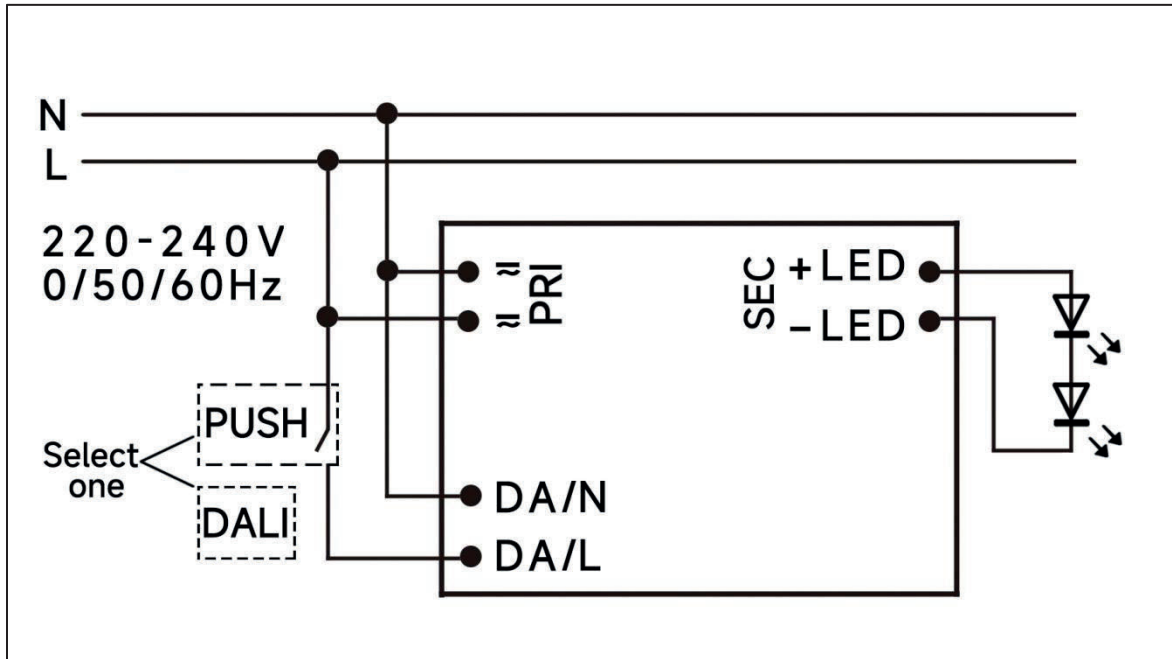 N
L
220-240V
0/50/60Hz
PRI
SEC
+LED
-LED
PUSH
Select
one
DALI
DA/N
DA/L